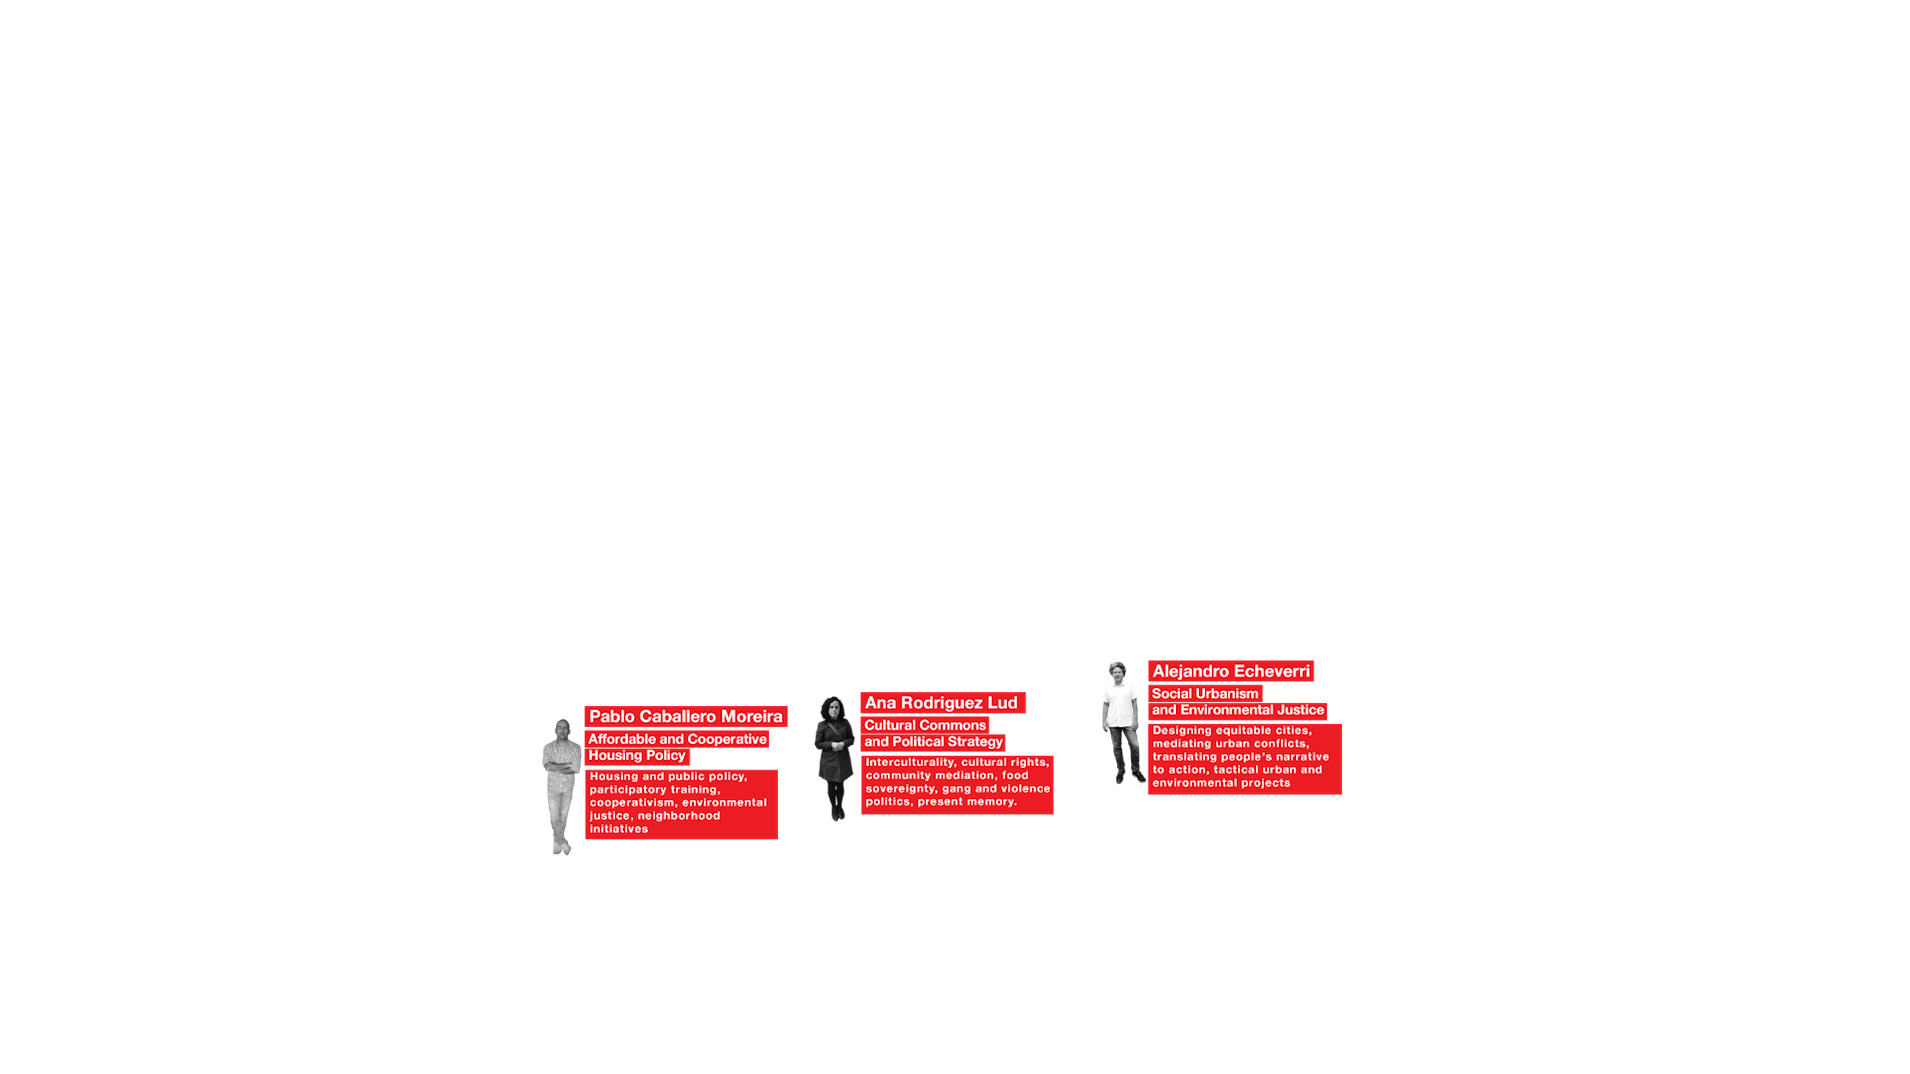 Pablo Caballero Moreira
Affordable and Cooperative
Housing Policy
Housing and public policy,
participatory training,
cooperativism, environmental
justice, neighborhood
initiatives
Ana Rodriguez Lud
Cultural Commons
and Political Strategy
Interculturality, cultural rights,
community mediation, food
sovereignty, gang and violence
politics, present memory.
Alejandro Echeverri
Social Urbanism
and Environmental Justice
Designing equitable cities,
mediating urban conflicts,
translating people's narrative
to action, tactical urban and
environmental projects